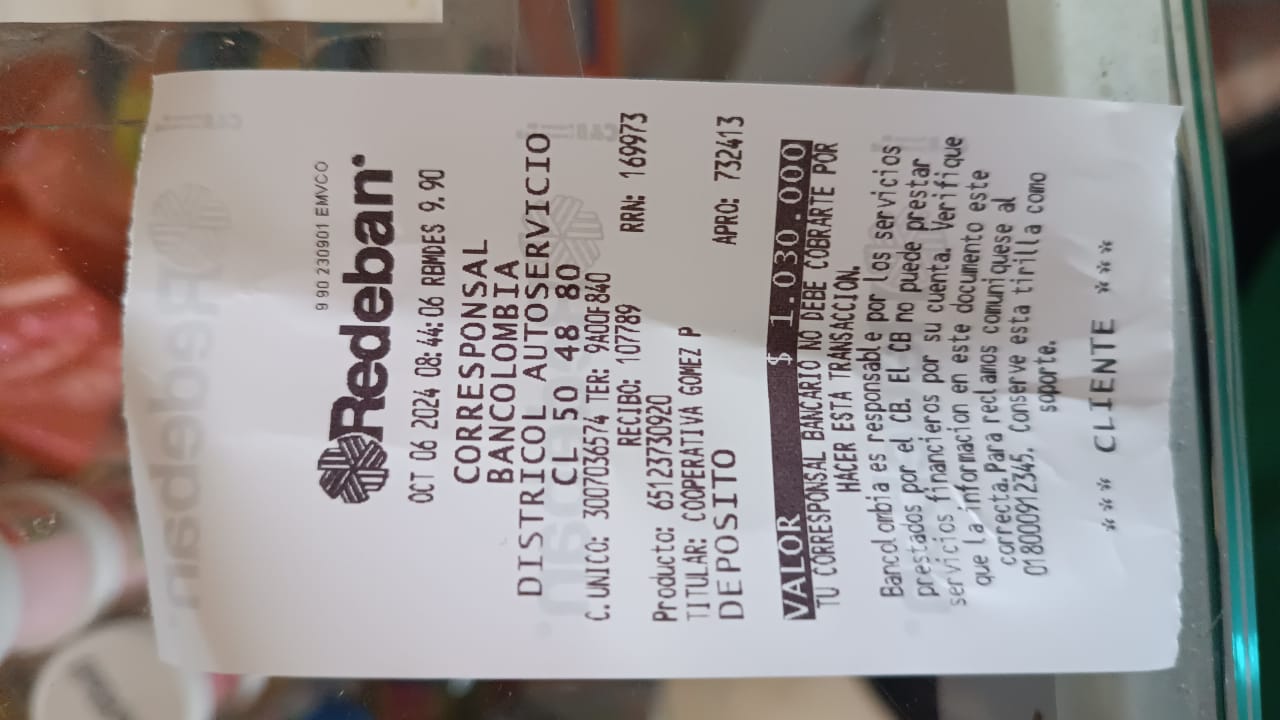 9 90 230901 EMVCO
Redeban
OCT 06 2024 08:44:06 RBMDES 9.90
CORRESPONSAL
BANCOLOMBIA
DISTRICOL AUTOSERVICIO
CL 50 48 80
C.UNICO: 3007036574 TER: 9A00F840
RECIBO: 107789 RRN: 169973
Producto: 65123730920
TITULAR: COOPERATIVA GOMEZ P
DEPOSITO APRO: 732413
VALOR $ 1.030.000
TU CORRESPONSAL BANCARIO NO DEBE COBRARTE POR
HACER ESTA TRANSACCION.
Bancolombia es responsable por los servicios
prestados por el CB. El CB no puede prestar
servicios financieros por su cuenta. Verifique
que la informacion en este documento este
correcta.Para reclamos comuniquese al
018000912345. Conserve esta tirilla como
soporte.
*** CLIENTE ***